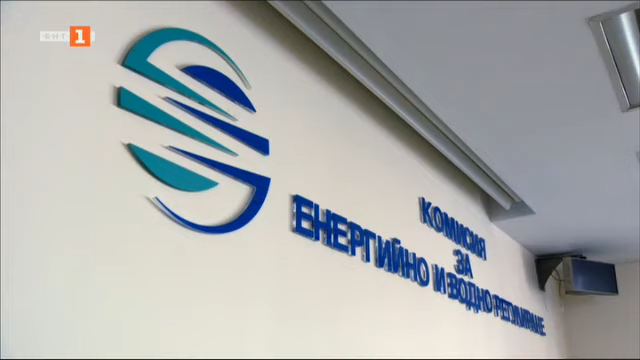 БНТ 1
КОМИСИЯ
ЗА
ЕНЕРГИЙНО И ВОДНО РЕГУЛИРАНЕ